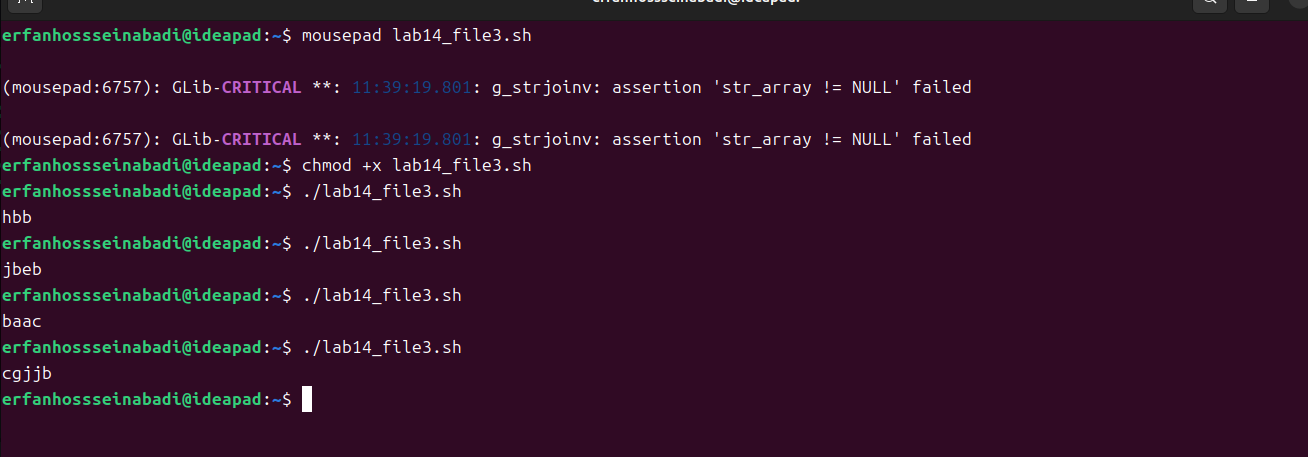 erfanhossseinabadi@ideapad:~$ mousepad lab14_file3.sh
(mousepad:6757): GLib-CRITICAL **: 11:39:19.801: g_strjoinv: assertion 'str_array != NULL' failed
(mousepad:6757): GLib-CRITICAL **: 11:39:19.801: g_strjoinv: assertion 'str_array != NULL' failed
erfanhossseinabadi@ideapad:~$ chmod +x lab14_file3.sh
erfanhossseinabadi@ideapad:~$ ./lab14_file3.sh
hbb
erfanhossseinabadi@ideapad:~$ ./lab14_file3.sh
jbeb
erfanhossseinabadi@ideapad:~$ ./lab14_file3.sh
baac
erfanhossseinabadi@ideapad:~$ ./lab14_file3.sh
cgjjb
erfanhossseinabadi@ideapad:~$